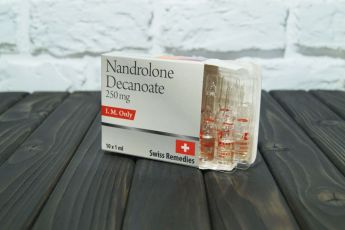 Nandrolone
Decanoate
250 mg
I. M. Only
10 x 1 ml
Swiss Remedies